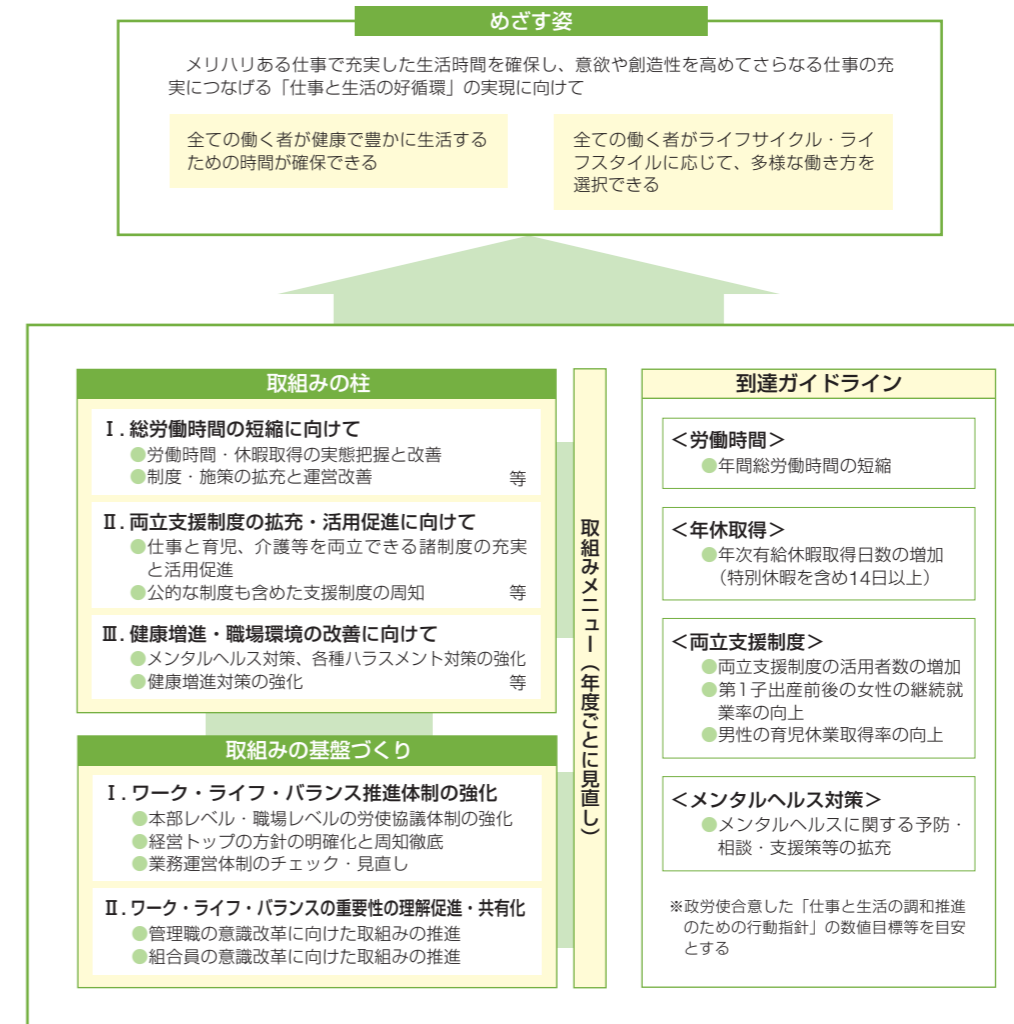 めざす姿
メリハリある仕事で充実した生活時間を確保し、意欲や創造性を高めてさらなる仕事の充
実につなげる「仕事と生活の好循環」の実現に向けて
全ての働く者が健康で豊かに生活する
ための時間が確保できる
全ての働く者がライフサイクル・ライ
フスタイルに応じて、多様な働き方を
選択できる
取組みの柱
Ⅰ．総労働時間の短縮に向けて
●労働時間・休暇取得の実態把握と改善
●制度・施策の拡充と運営改善 等
Ⅱ．両立支援制度の拡充・活用促進に向けて
●仕事と育児、介護等を両立できる諸制度の充実
と活用促進
●公的な制度も含めた支援制度の周知 等
Ⅲ．健康増進・職場環境の改善に向けて
●メンタルヘルス対策、各種ハラスメント対策の強化
●健康増進対策の強化 等
取組みの基盤づくり
Ⅰ．ワーク・ライフ・バランス推進体制の強化
●本部レベル・職場レベルの労使協議体制の強化
●経営トップの方針の明確化と周知徹底
●業務運営体制のチェック・見直し
Ⅱ．ワーク・ライフ・バランスの重要性の理解促進・共有化
●管理職の意識改革に向けた取組みの推進
●組合員の意識改革に向けた取組みの推進
取組みメニュー（年度ごとに見直し）
到達ガイドライン
＜労働時間＞
●年間総労働時間の短縮
＜年休取得＞
●年次有給休暇取得日数の増加
（特別休暇を含め14日以上）
＜両立支援制度＞
●両立支援制度の活用者数の増加
●第1子出産前後の女性の継続就
業率の向上
●男性の育児休業取得率の向上
＜メンタルヘルス対策＞
●メンタルヘルスに関する予防・
相談・支援策等の拡充
※政労使合意した「仕事と生活の調和推進
のための行動指針」の数値目標等を目安
とする